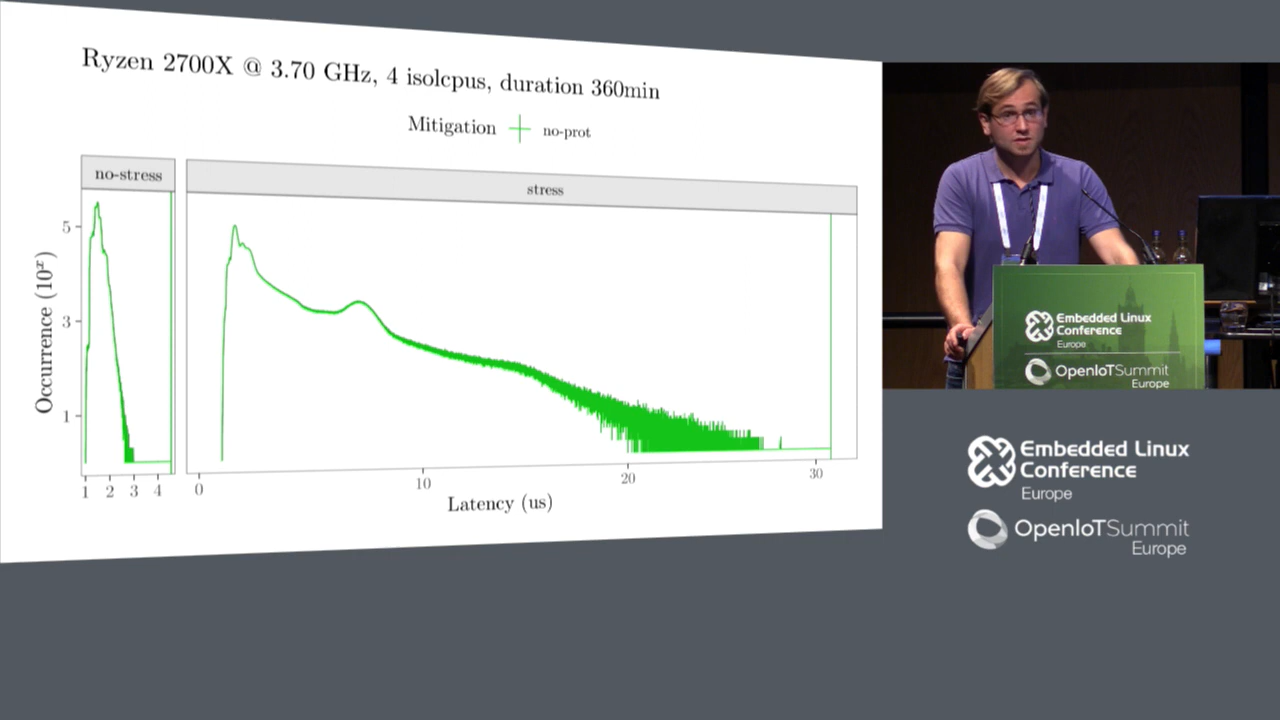 Ryzen 2700X @ 3.70 GHz, 4 isolcpus, duration 360min
Mitigation no-prot
no-stress
stress
Occurrence (10^x)
5
3
1
1 2 3 4
0 10 20 30
Latency (us)
Embedded Linux
Conference
Europe
OpenIoTSummit
Europe
Embedded Linux
Conference
Europe
OpenIoTSummit
Europe